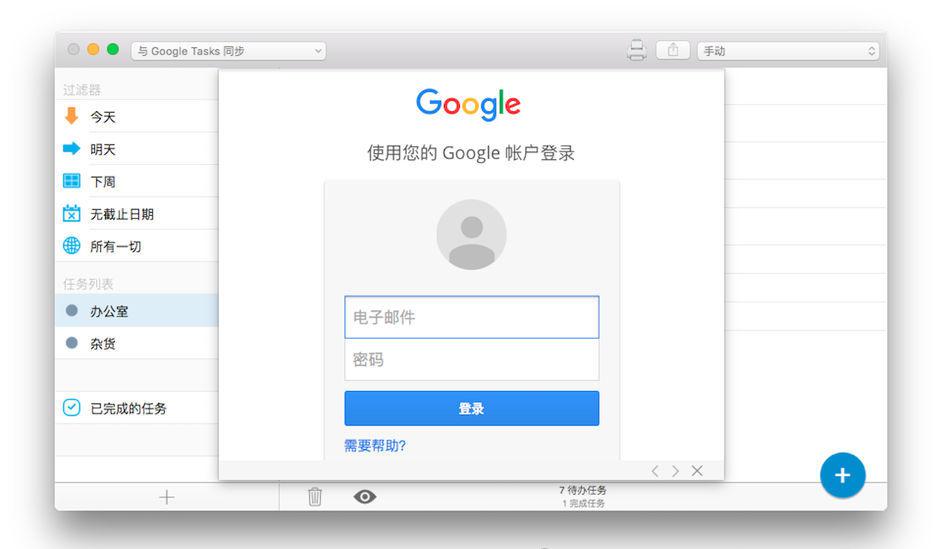 与 Google Tasks 同步
手动
过滤器
今天
明天
下周
无截止日期
所有一切
任务列表
办公室
杂货
已完成的任务
Google
使用您的 Google 帐户登录
电子邮件
密码
登录
需要帮助?
7 待办任务
1 完成任务